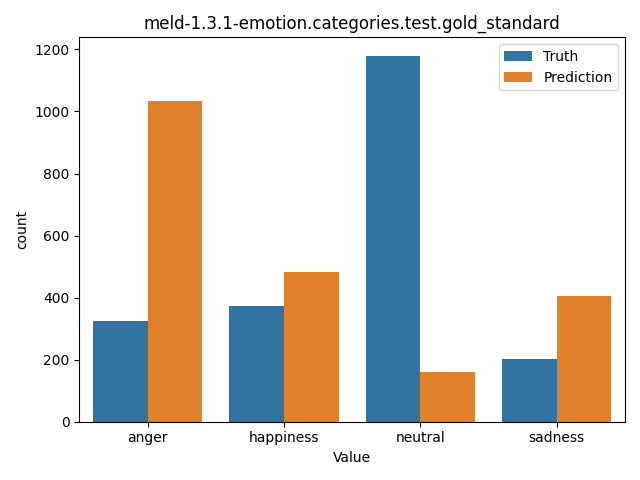 meld-1.3.1-emotion.categories.test.gold_standard
Truth
Prediction
count
1200
1000
800
600
400
200
0
anger happiness neutral sadness
Value